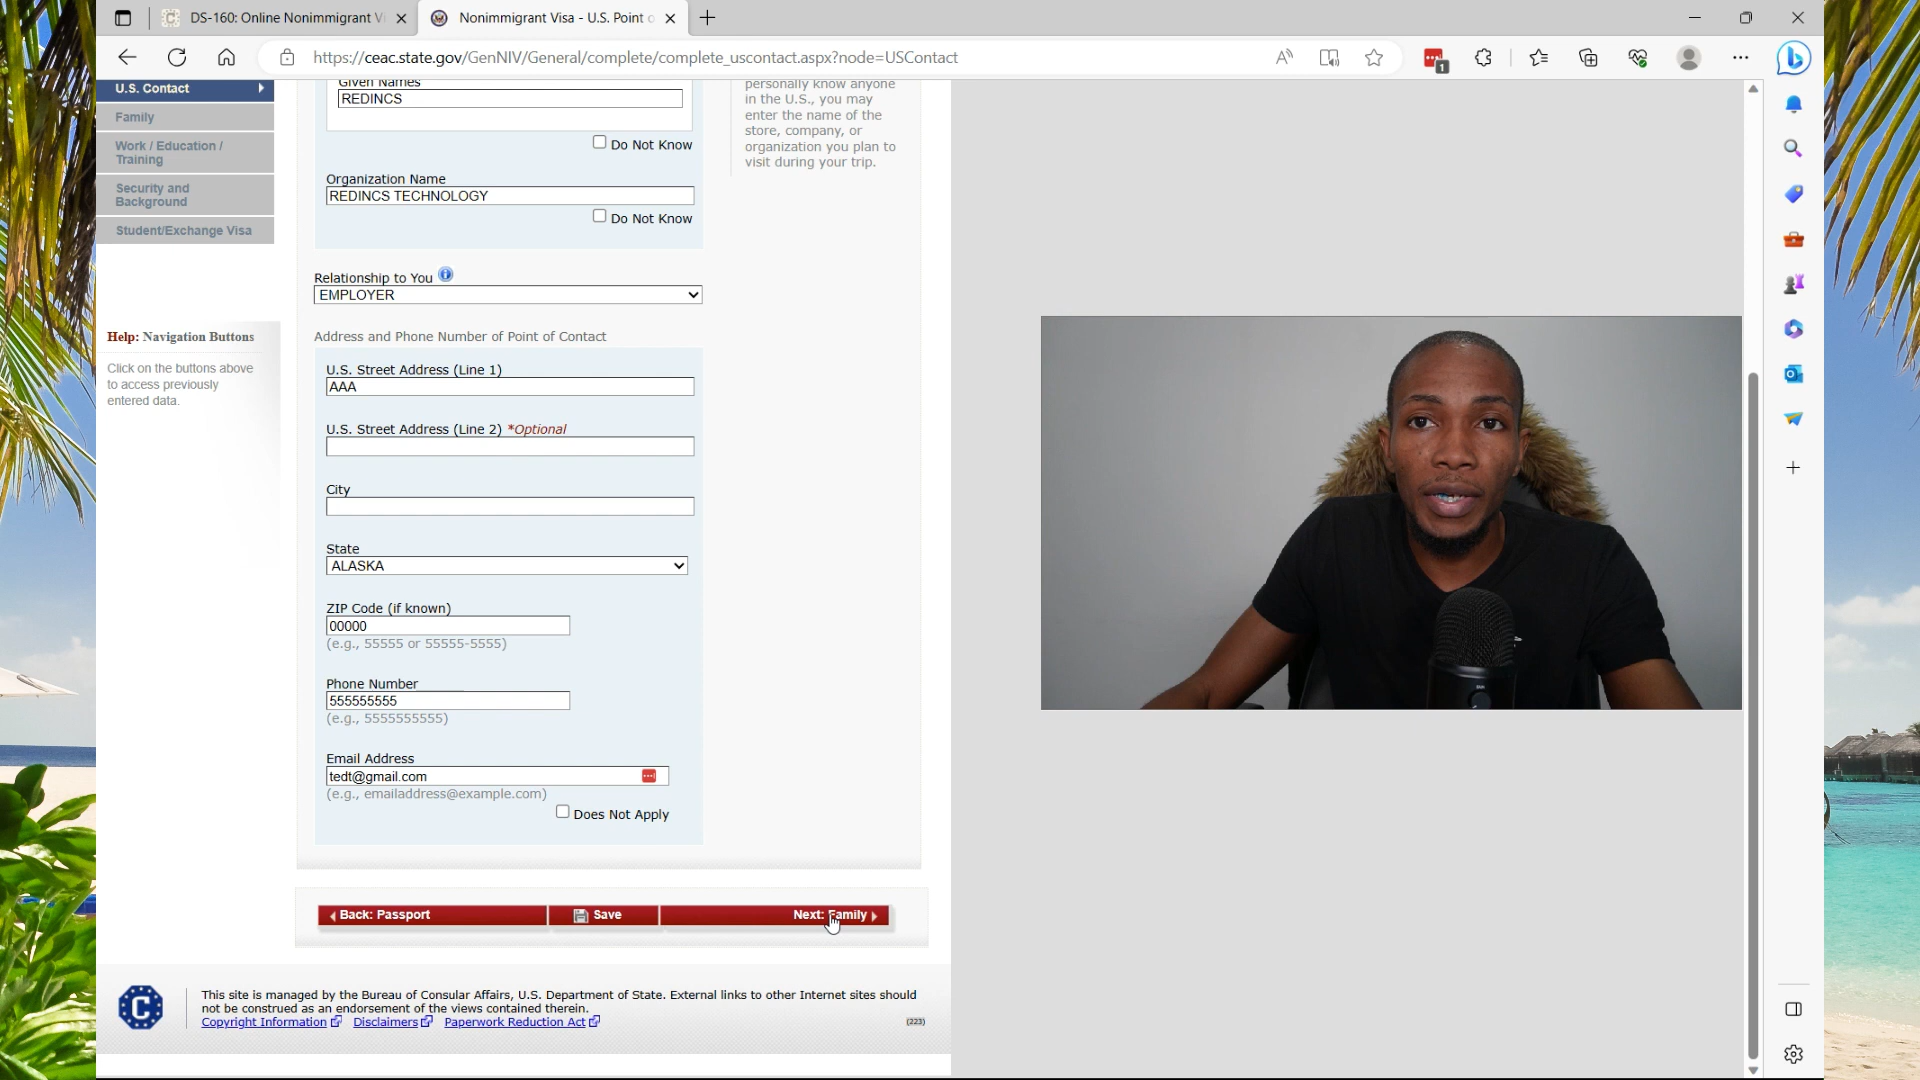 DS-160: Online Nonimmigrant Vi
Nonimmigrant Visa - U.S. Point o
https://ceac.state.gov/GenNIV/General/complete/complete_uscontact.aspx?node=USContact
1
U.S. Contact
Family
Work / Education /
Training
Security and
Background
Student/Exchange Visa
Help: Navigation Buttons
Click on the buttons above
to access previously
entered data.
Given Names
REDINCS
Do Not Know
Organization Name
REDINCS TECHNOLOGY
Do Not Know
personally know anyone
in the U.S., you may
enter the name of the
store, company, or
organization you plan to
visit during your trip.
Relationship to You
EMPLOYER
Address and Phone Number of Point of Contact
U.S. Street Address (Line 1)
AAA
U.S. Street Address (Line 2) *Optional
City
State
ALASKA
ZIP Code (if known)
00000
(e.g., 55555 or 55555-5555)
Phone Number
555555555
(e.g., 5555555555)
Email Address
tedt@gmail.com
(e.g., emailaddress@example.com)
Does Not Apply
Back: Passport
Save
Next: Family
C
This site is managed by the Bureau of Consular Affairs, U.S. Department of State. External links to other Internet sites should
not be construed as an endorsement of the views contained therein.
Copyright Information Disclaimers Paperwork Reduction Act
(223)